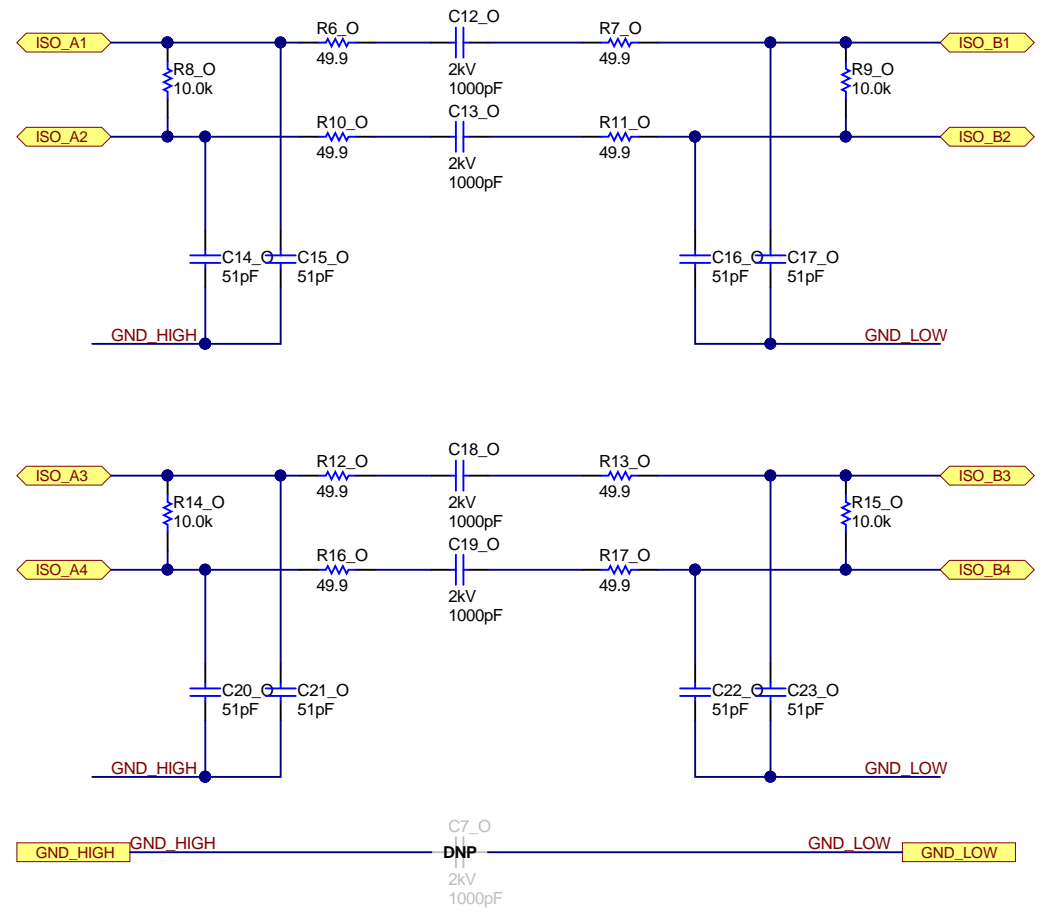 C12_O
R6_O
R7_O
ISO_A1
ISO_B1
49.9
49.9
R8_O
2kV
R9_O
10.0k
1000pF
10.0k
C13_O
R10_O
R11_O
ISO_A2
ISO_B2
49.9
49.9
2kV
1000pF
C14_O
C15_O
C16_O
C17_O
51pF
51pF
51pF
51pF
GND_HIGH
GND_LOW
C18_O
R12_O
R13_O
ISO_A3
ISO_B3
49.9
49.9
R14_O
2kV
R15_O
10.0k
1000pF
10.0k
C19_O
R16_O
R17_O
ISO_A4
ISO_B4
49.9
49.9
2kV
1000pF
C20_O
C21_O
C22_O
C23_O
51pF
51pF
51pF
51pF
GND_HIGH
GND_LOW
C7_O
GND_HIGH
GND_LOW
GND_HIGH
DNP
GND_LOW
2kV
1000pF